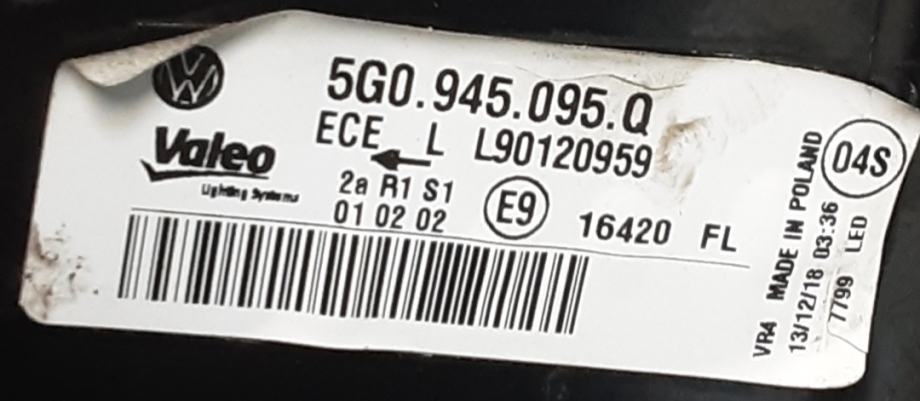 5G0.945.095.Q
ECE L L90120959
Valeo
Lighting Systems
2a R1 S1
01 02 02
E9
16420 FL
04S
VR4 MADE IN POLAND
13/12/18 03:36
7799 LED